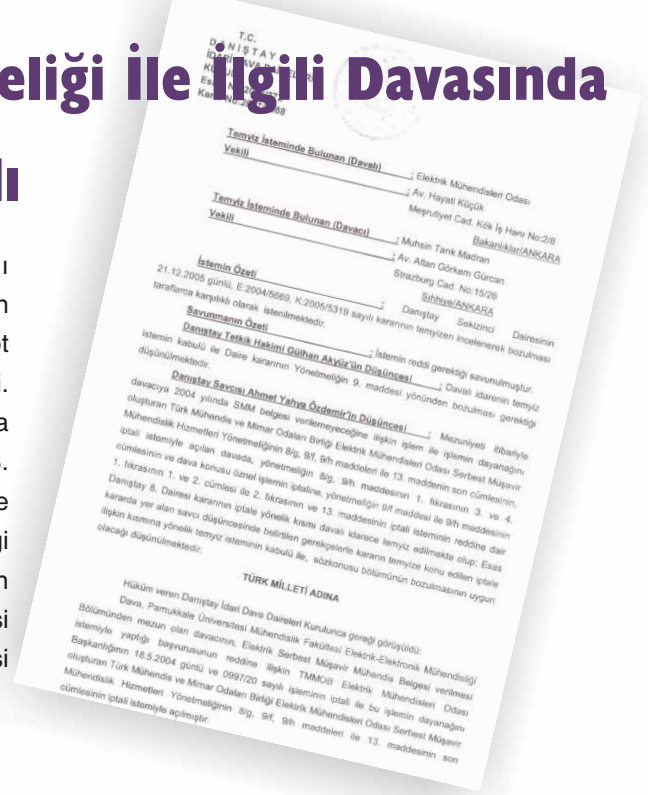 eliği İle İlgili Davasında
lı
ı
n
ot
i.
a
.
e
ği
n
si
si
T.C.
DANIŞTAY
İDARİ DAVA DAİRELERİ
Temyiz İsteminde Bulunan (Davalı) : Elektrik Mühendisleri Odası
Vekili : Av. Hayati Küçük
Meşrutiyet Cad. Kök İş Hanı No:2/8
Bakanlıklar/ANKARA
Temyiz İsteminde Bulunan (Davacı) : Muhsin Tarık Madran
Vekili : Av. Altan Görkem Gürcan
Strazburg Cad. No:15/26
Sıhhiye/ANKARA
İstemin Özeti : Danıştay Sekizinci Dairesinin
21.12.2005 günlü, E:2004/5669, K:2005/5319 sayılı kararının temyizen incelenerek bozulması
taraflarca karşılıklı olarak istenilmektedir.
Savunmanın Özeti : İstemin reddi gerektiği savunulmuştur.
Danıştay Tetkik Hakimi Gülhan Akyüz'ün Düşüncesi : Davalı idarenin temyiz
istemin kabulü ile Daire kararının Yönetmeliğin 9. maddesi yönünden bozulması gerektiği
düşünülmektedir.
Danıştay Savcısı Ahmet Yahya Özdemir'in Düşüncesi : Mezuniyeti itibariyle
davacıya 2004 yılında SMM belgesi verilemeyeceğine ilişkin işlem ile işlemin dayanağını
oluşturan Türk Mühendis ve Mimar Odaları Birliği Elektrik Mühendisleri Odası Serbest Müşavir
Mühendislik Hizmetleri Yönetmeliğinin 8/g, 9/f, 9/h maddeleri ile 13. maddenin son cümlesinin,
iptali istemiyle açılan davada, yönetmeliğin 8/g. 9/h maddesinin 1. fıkrasının 3. ve 4.
cümlesinin ve dava konusu öznel işlemin iptaline, yönetmeliğin 9/f maddesi ile 9/h maddesinin
1. fıkrasının 1. ve 2. cümlesi ile 2. fıkrasının ve 13. maddesinin iptali isteminin reddine dair
Danıştay 8. Dairesi kararının iptale yönelik kısmı davalı idarece temyiz edilmekte olup; Esas
kararda yer alan savcı düşüncesinde belirtilen gerekçelerle kararın temyize konu edilen iptale
ilişkin kısmına yönelik temyiz isteminin kabulü ile, sözkonusu bölümünün bozulmasının uygun
olacağı düşünülmektedir.
TÜRK MİLLETİ ADINA
Hüküm veren Danıştay İdari Dava Daireleri Kurulunca gereği görüşüldü:
Dava, Pamukkale Üniversitesi Mühendislik Fakültesi Elektrik-Elektronik Mühendisliği
Bölümünden mezun olan davacının, Elektrik Serbest Müşavir Mühendis Belgesi verilmesi
istemiyle yaptığı başvurusunun reddine ilişkin TMMOB Elektrik Mühendisleri Odası
Başkanlığının 18.5.2004 günlü ve 0997/20 sayılı işleminin iptali ile bu işlemin dayanağını
oluşturan Türk Mühendis ve Mimar Odaları Birliği Elektrik Mühendisleri Odası Serbest Müşavir
Mühendislik Hizmetleri Yönetmeliğinin 8/g, 9/f, 9/h maddeleri ile 13. maddesinin son
cümlesinin iptali istemiyle açılmıştır.